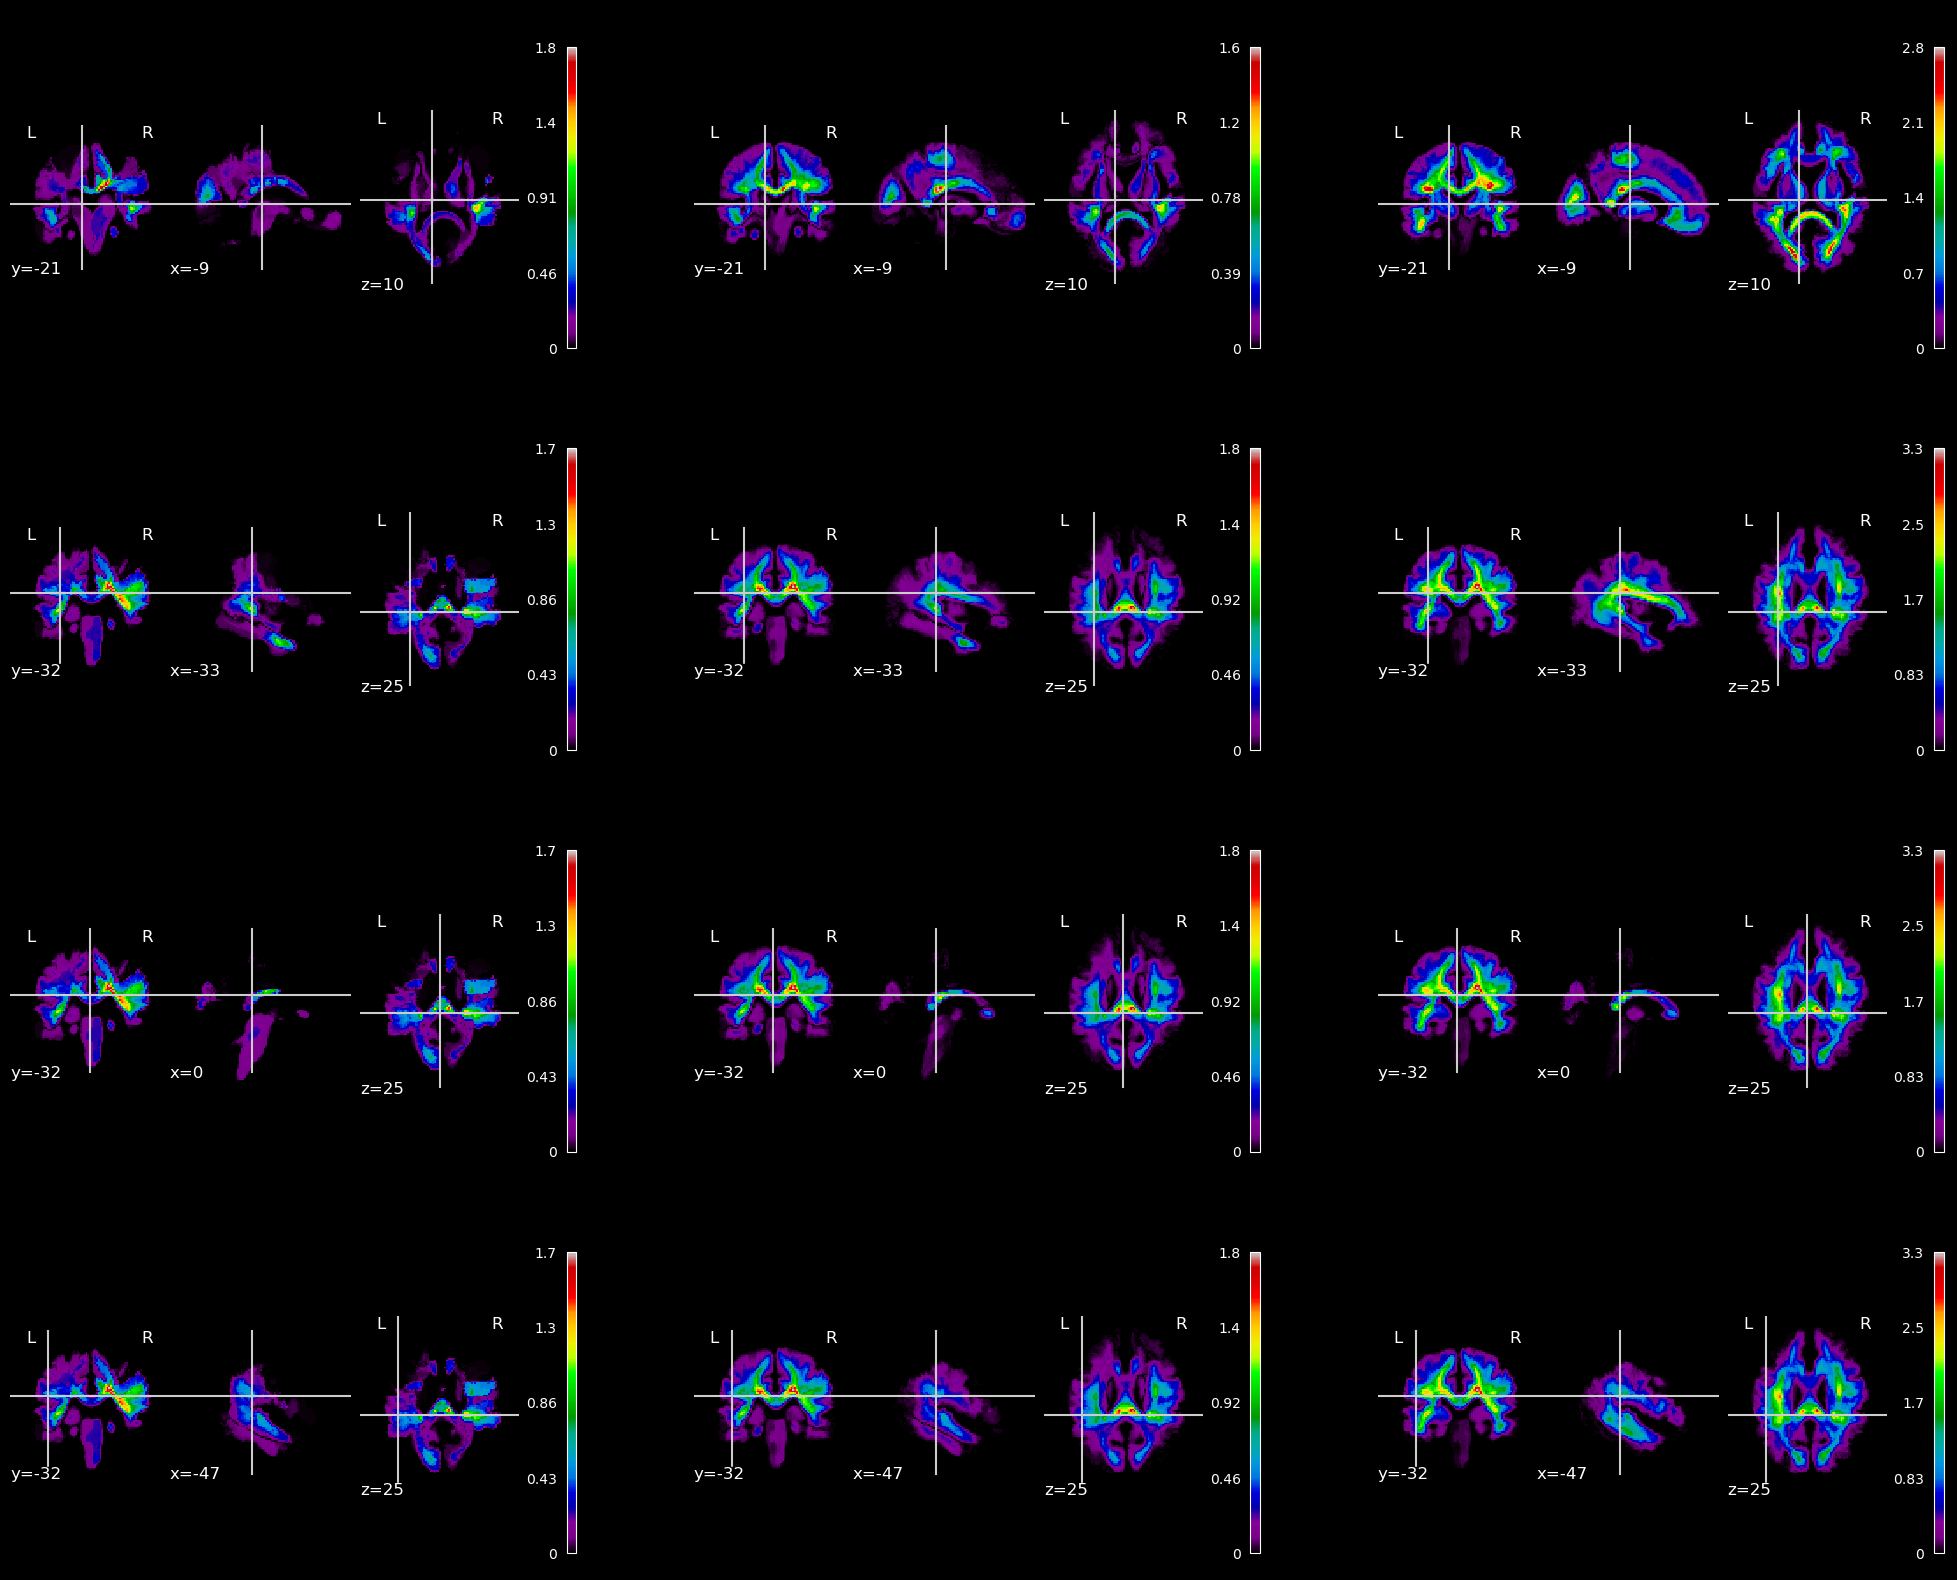 1.8
1.6
2.8
L R L R 1.4
L R L R 1.2
L R L R 2.1
0.91
0.78
1.4
y=-21 x=-9 z=10 0.46
y=-21 x=-9 z=10 0.39
y=-21 x=-9 z=10 0.7
0
0
0
1.7
1.8
3.3
L R L R 1.3
L R L R 1.4
L R L R 2.5
0.86
0.92
1.7
y=-32 x=-33 z=25 0.43
y=-32 x=-33 z=25 0.46
y=-32 x=-33 z=25 0.83
0
0
0
1.7
1.8
3.3
L R L R 1.3
L R L R 1.4
L R L R 2.5
0.86
0.92
1.7
y=-32 x=0 z=25 0.43
y=-32 x=0 z=25 0.46
y=-32 x=0 z=25 0.83
0
0
0
1.7
1.8
3.3
L R L R 1.3
L R L R 1.4
L R L R 2.5
0.86
0.92
1.7
y=-32 x=-47 z=25 0.43
y=-32 x=-47 z=25 0.46
y=-32 x=-47 z=25 0.83
0
0
0